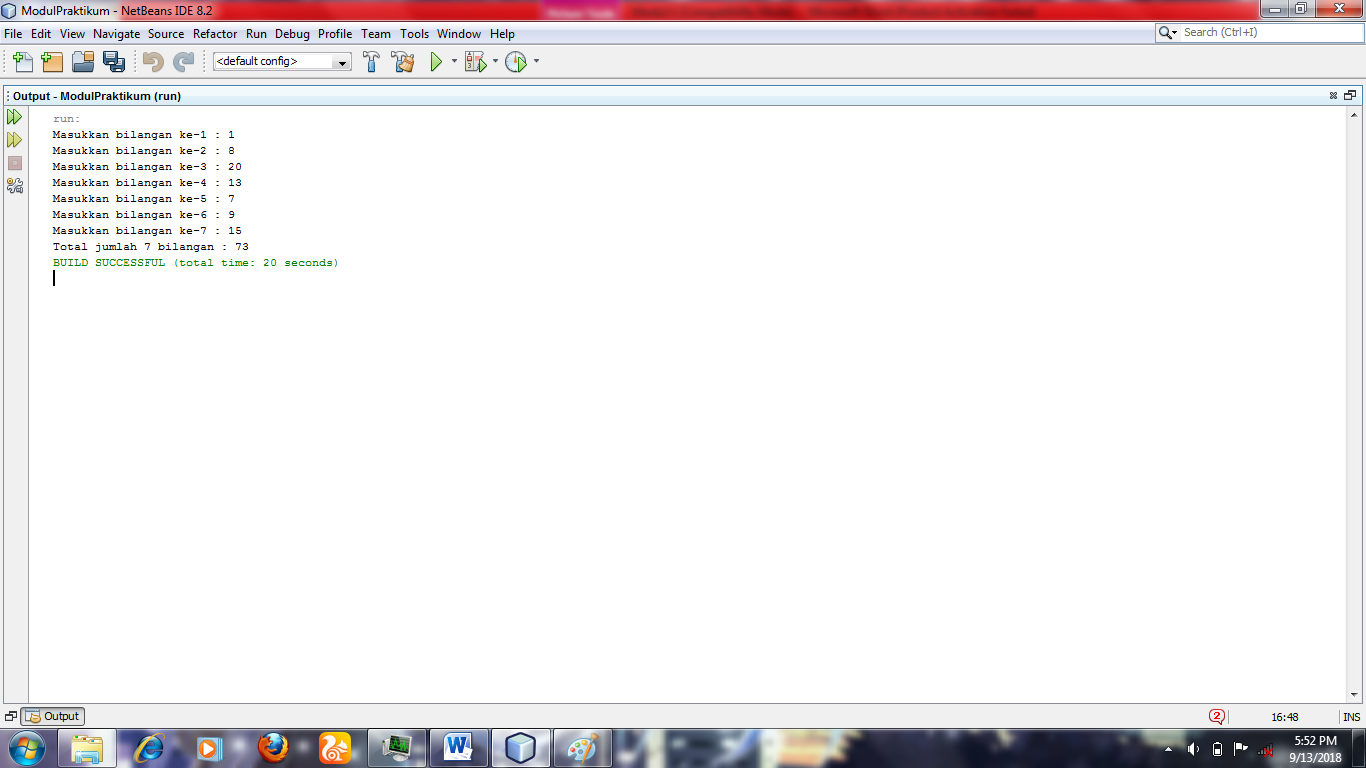 ModulPraktikum - NetBeans IDE 8.2
File Edit View Navigate Source Refactor Run Debug Profile Team Tools Window Help
Search (Ctrl+I)
<default config>
Output - ModulPraktikum (run)
run:
Masukkan bilangan ke-1 : 1
Masukkan bilangan ke-2 : 8
Masukkan bilangan ke-3 : 20
Masukkan bilangan ke-4 : 13
Masukkan bilangan ke-5 : 7
Masukkan bilangan ke-6 : 9
Masukkan bilangan ke-7 : 15
Total jumlah 7 bilangan : 73
BUILD SUCCESSFUL (total time: 20 seconds)
Output
2
16:48
INS
5:52 PM
9/13/2018